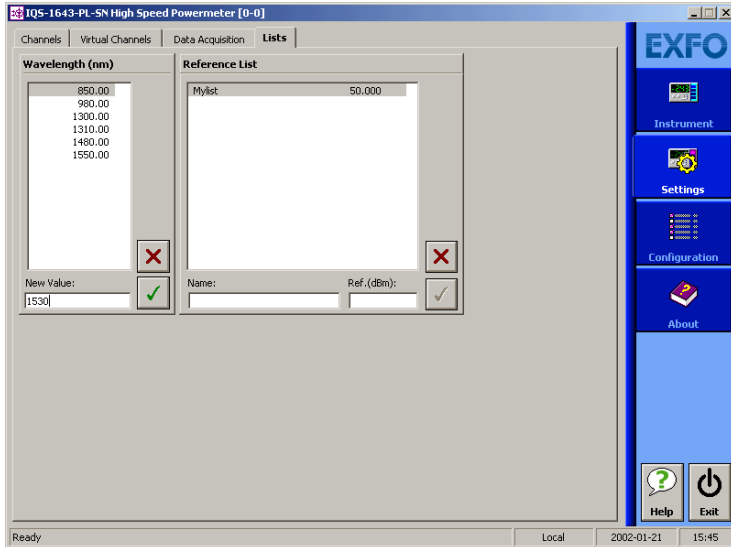 IQS-1643-PL-SN High Speed Powermeter [0-0]
Channels Virtual Channels Data Acquisition Lists
EXFO
Wavelength (nm)
850.00
980.00
1300.00
1310.00
1480.00
1550.00
New Value:
1530
Reference List
Mylist 50.000
Name: Ref.(dBm):
Instrument
Settings
Configuration
About
Help Exit
Ready Local 2002-01-21 15:45